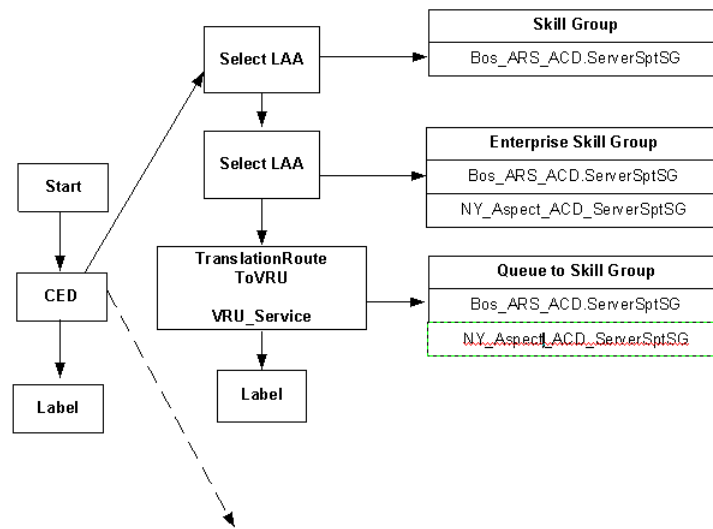 Skill Group
Select LAA
Bos_ARS_ACD.ServerSptSG
Enterprise Skill Group
Select LAA
Bos_ARS_ACD.ServerSptSG
Start
NY_Aspect_ACD_ServerSptSG
TranslationRoute
ToVRU
Queue to Skill Group
CED
VRU_Service
Bos_ARS_ACD.ServerSptSG
NY_Aspect_ACD_ServerSptSG
Label
Label